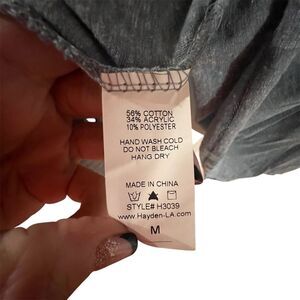 56% COTTON
34% ACRYLIC
10% POLYESTER
HAND WASH COLD
DO NOT BLEACH
HANG DRY
MADE IN CHINA
STYLE# H3039
www.Hayden-LA.com
M